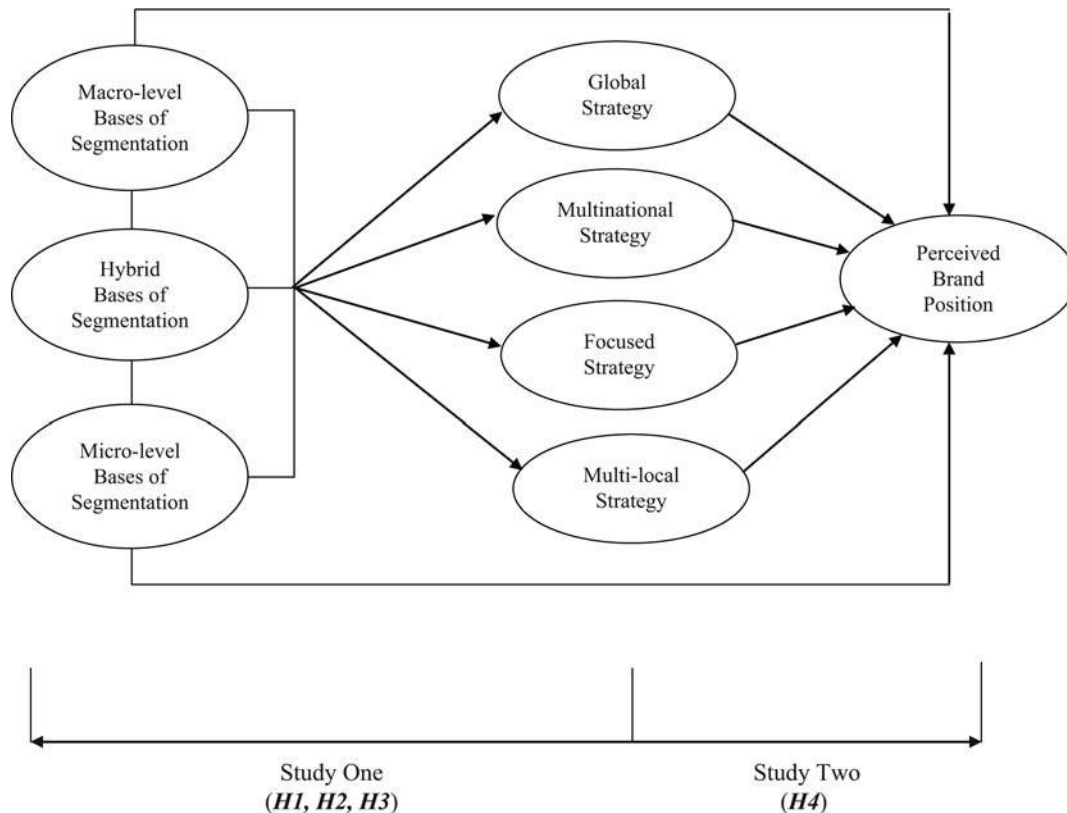 Macro-level
Bases of
Segmentation
Hybrid
Bases of
Segmentation
Micro-level
Bases of
Segmentation
Global
Strategy
Multinational
Strategy
Focused
Strategy
Multi-local
Strategy
Perceived
Brand
Position
Study One
(H1, H2, H3)
Study Two
(H4)